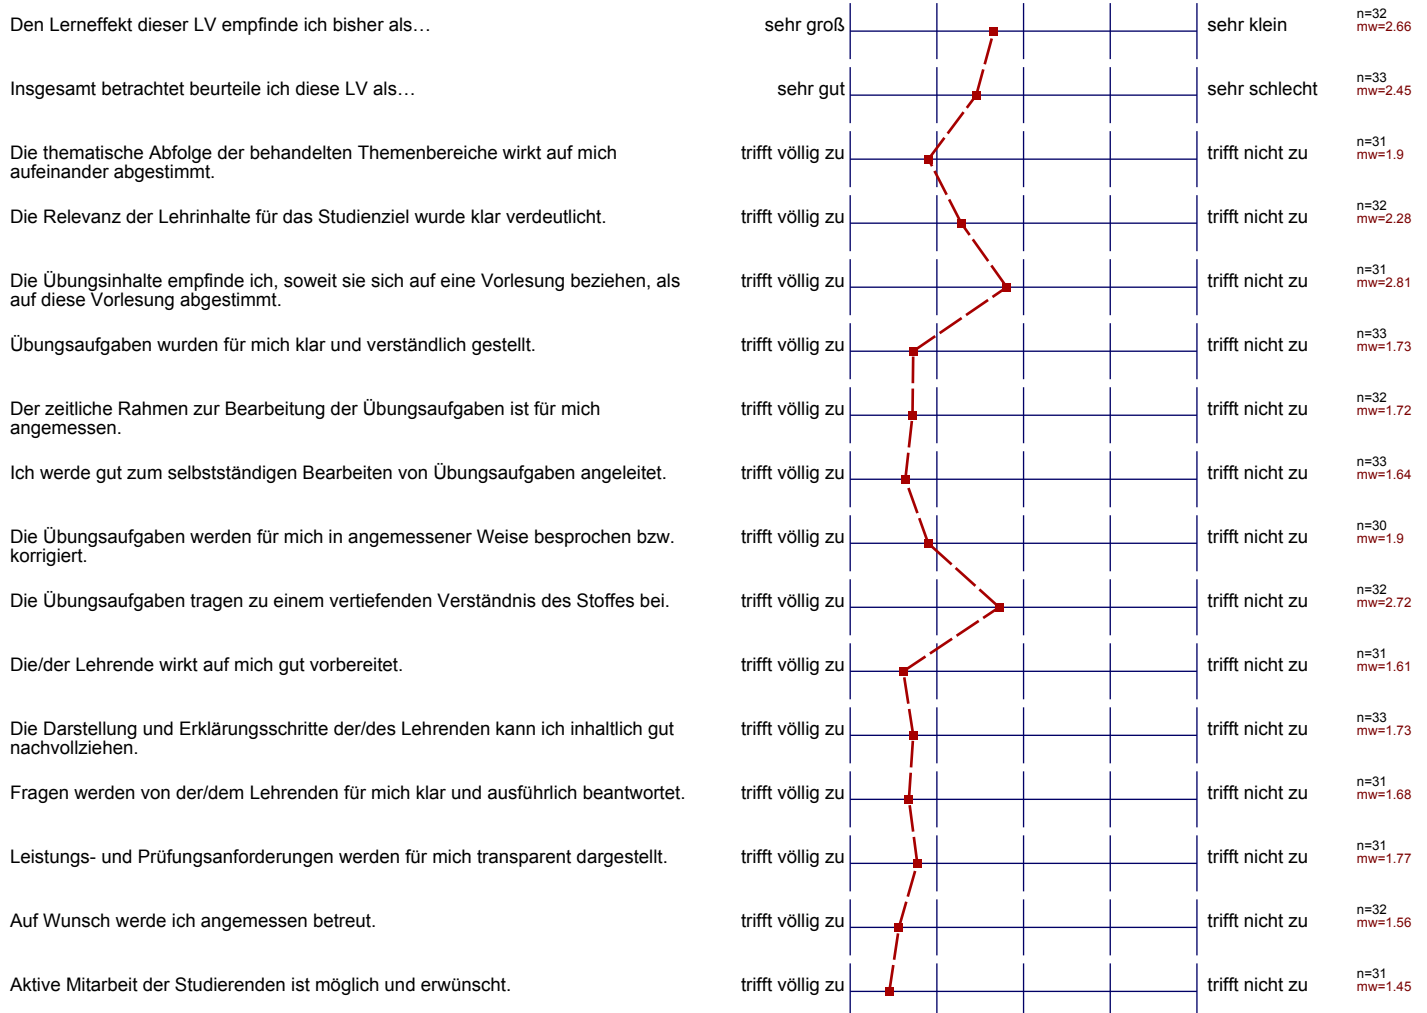 Den Lerneffekt dieser LV empfinde ich bisher als… sehr groß sehr klein n=32
mw=2.66
Insgesamt betrachtet beurteile ich diese LV als… sehr gut sehr schlecht n=33
mw=2.45
Die thematische Abfolge der behandelten Themenbereiche wirkt auf mich
aufeinander abgestimmt. trifft völlig zu trifft nicht zu n=31
mw=1.9
Die Relevanz der Lehrinhalte für das Studienziel wurde klar verdeutlicht. trifft völlig zu trifft nicht zu n=32
mw=2.28
Die Übungsinhalte empfinde ich, soweit sie sich auf eine Vorlesung beziehen, als
auf diese Vorlesung abgestimmt. trifft völlig zu trifft nicht zu n=31
mw=2.81
Übungsaufgaben wurden für mich klar und verständlich gestellt. trifft völlig zu trifft nicht zu n=33
mw=1.73
Der zeitliche Rahmen zur Bearbeitung der Übungsaufgaben ist für mich
angemessen. trifft völlig zu trifft nicht zu n=32
mw=1.72
Ich werde gut zum selbstständigen Bearbeiten von Übungsaufgaben angeleitet. trifft völlig zu trifft nicht zu n=33
mw=1.64
Die Übungsaufgaben werden für mich in angemessener Weise besprochen bzw.
korrigiert. trifft völlig zu trifft nicht zu n=30
mw=1.9
Die Übungsaufgaben tragen zu einem vertiefenden Verständnis des Stoffes bei. trifft völlig zu trifft nicht zu n=32
mw=2.72
Die/der Lehrende wirkt auf mich gut vorbereitet. trifft völlig zu trifft nicht zu n=31
mw=1.61
Die Darstellung und Erklärungsschritte der/des Lehrenden kann ich inhaltlich gut
nachvollziehen. trifft völlig zu trifft nicht zu n=33
mw=1.73
Fragen werden von der/dem Lehrenden für mich klar und ausführlich beantwortet. trifft völlig zu trifft nicht zu n=31
mw=1.68
Leistungs- und Prüfungsanforderungen werden für mich transparent dargestellt. trifft völlig zu trifft nicht zu n=31
mw=1.77
Auf Wunsch werde ich angemessen betreut. trifft völlig zu trifft nicht zu n=32
mw=1.56
Aktive Mitarbeit der Studierenden ist möglich und erwünscht. trifft völlig zu trifft nicht zu n=31
mw=1.45